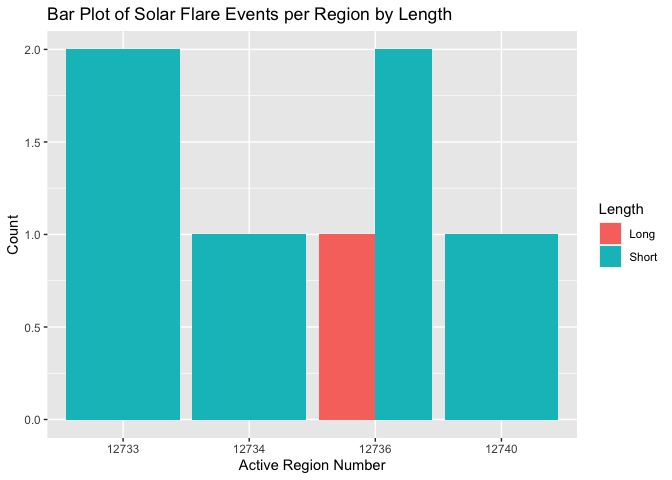 Bar Plot of Solar Flare Events per Region by Length
2.0
1.5
1.0
0.5
0.0
Count
12733 12734 12736 12740
Active Region Number
Length
Long
Short